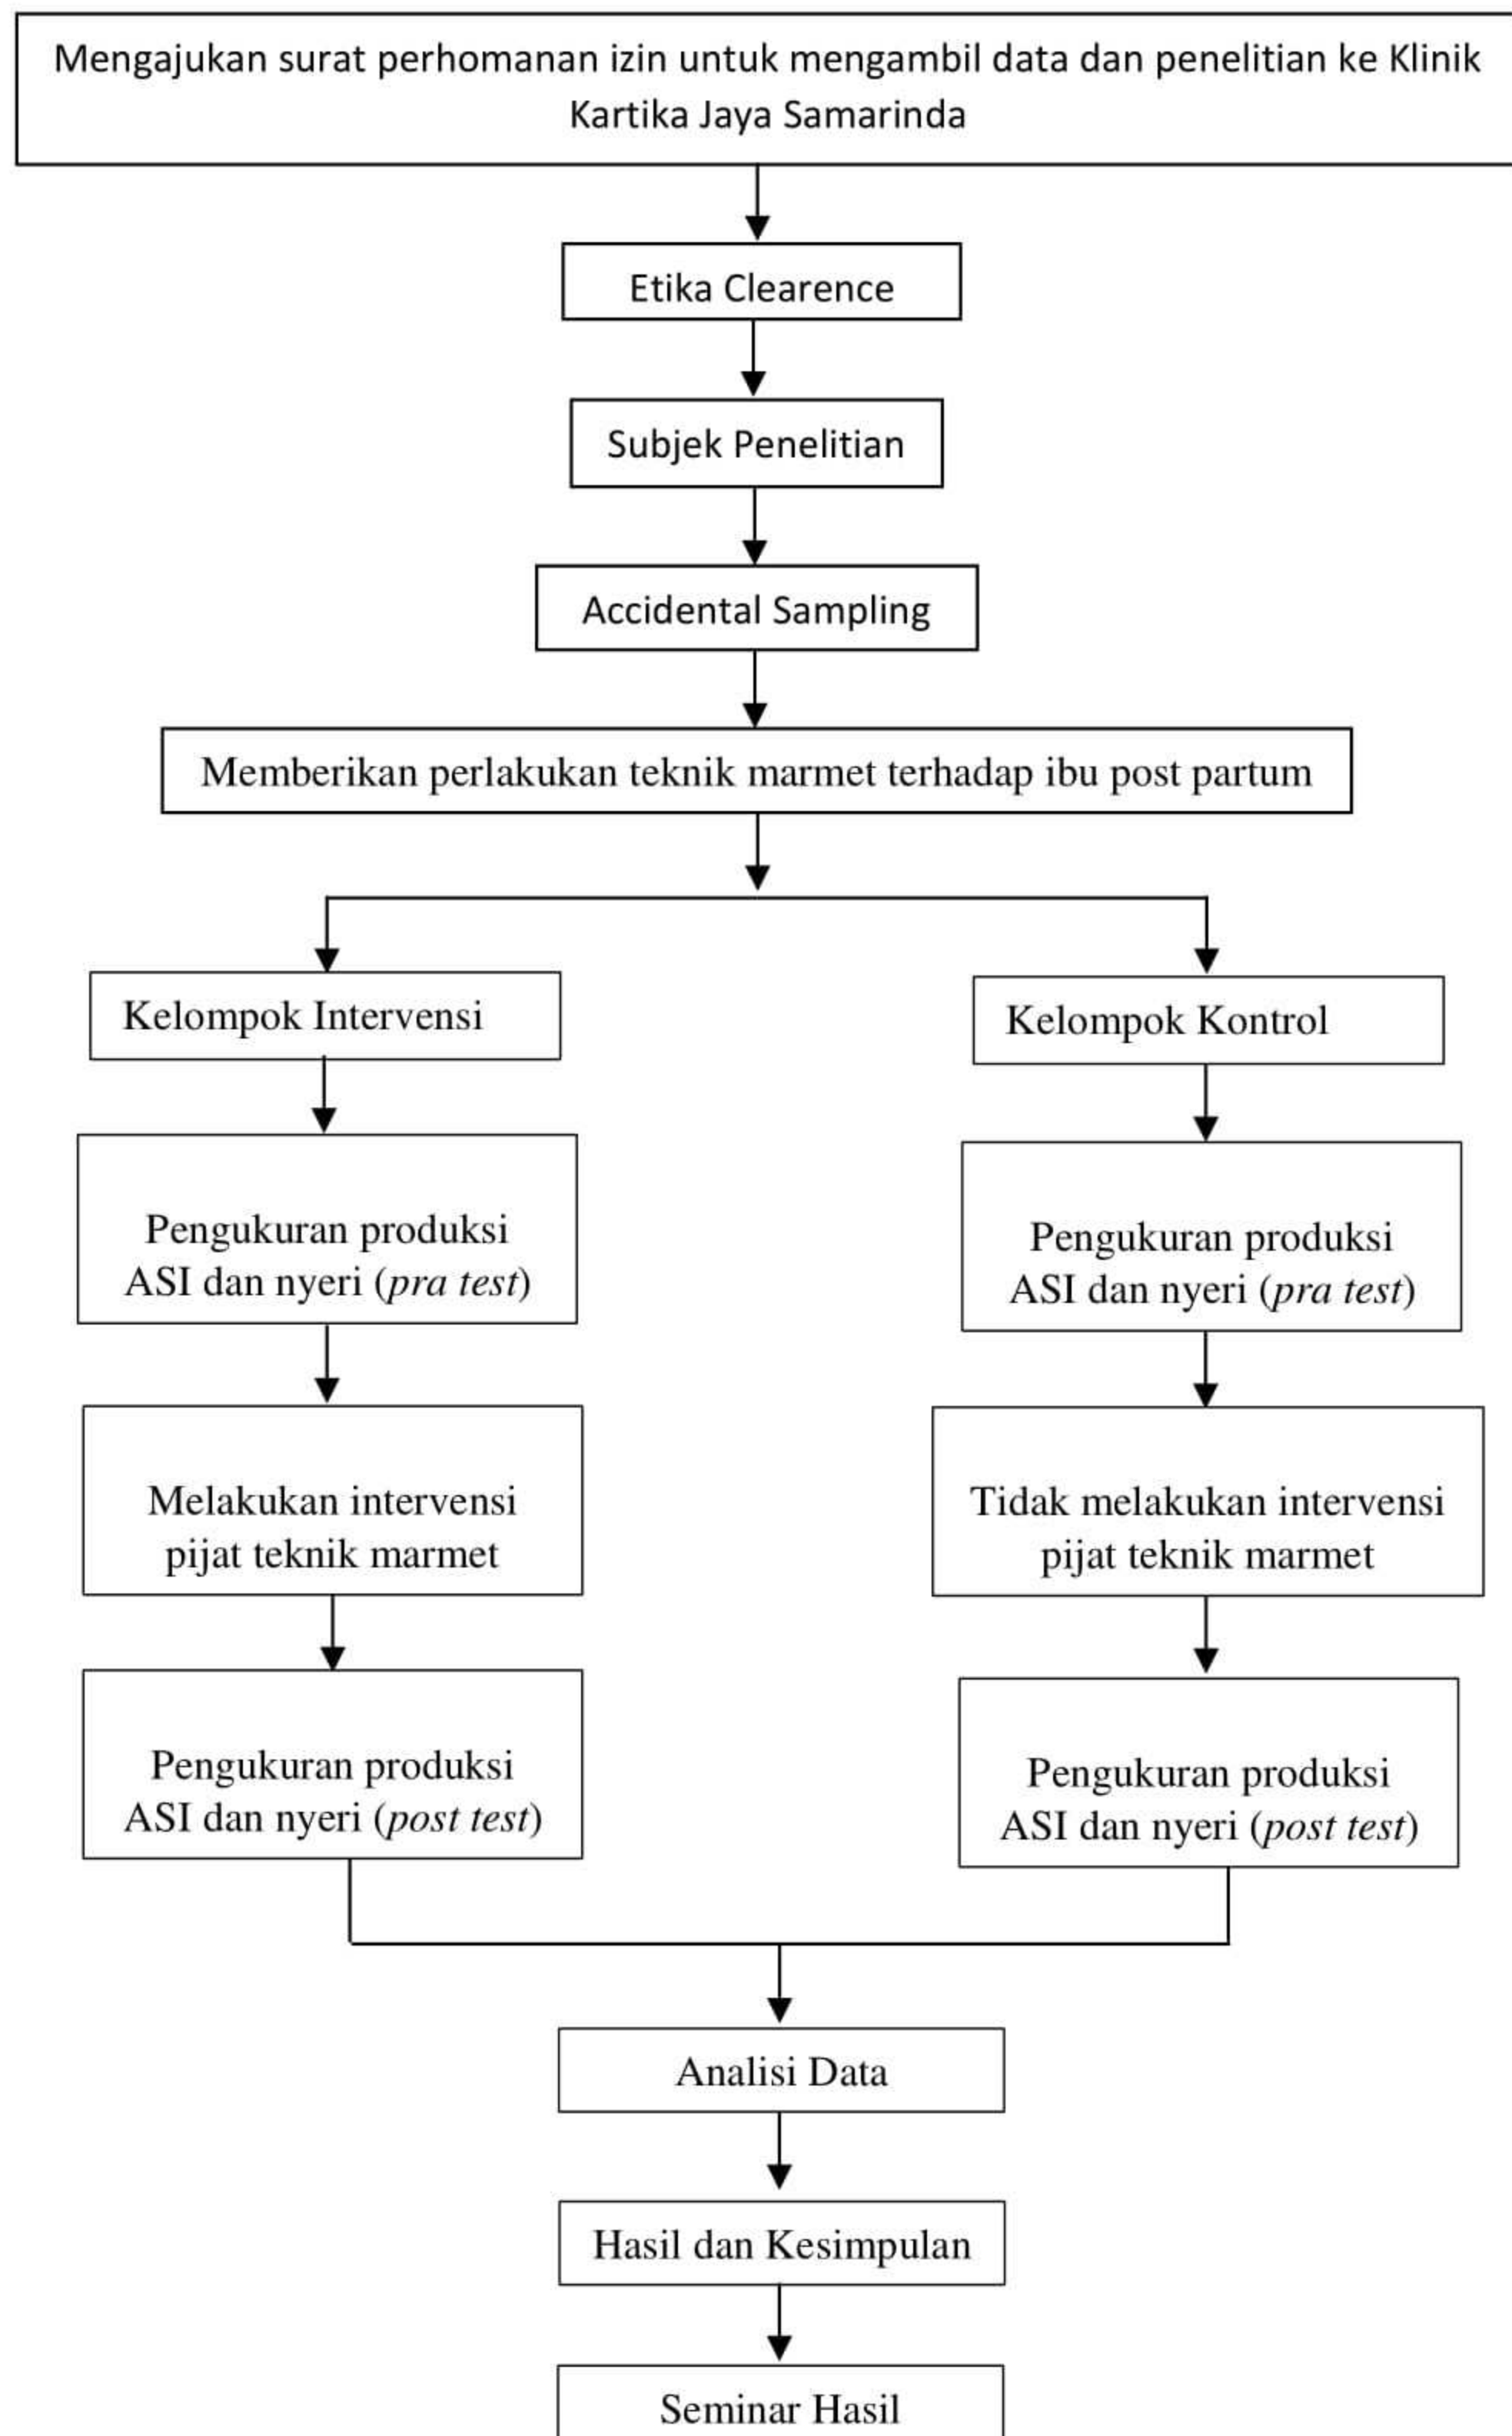 Mengajukan surat perhomanan izin untuk mengambil data dan penelitian ke Klinik
Kartika Jaya Samarinda
Etika Clearence
Subjek Penelitian
Accidental Sampling
Memberikan perlakukan teknik marmet terhadap ibu post partum
Kelompok Intervensi
Kelompok Kontrol
Pengukuran produksi
ASI dan nyeri (pra test)
Pengukuran produksi
ASI dan nyeri (pra test)
Melakukan intervensi
pijat teknik marmet
Tidak melakukan intervensi
pijat teknik marmet
Pengukuran produksi
ASI dan nyeri (post test)
Pengukuran produksi
ASI dan nyeri (post test)
Analisi Data
Hasil dan Kesimpulan
Seminar Hasil